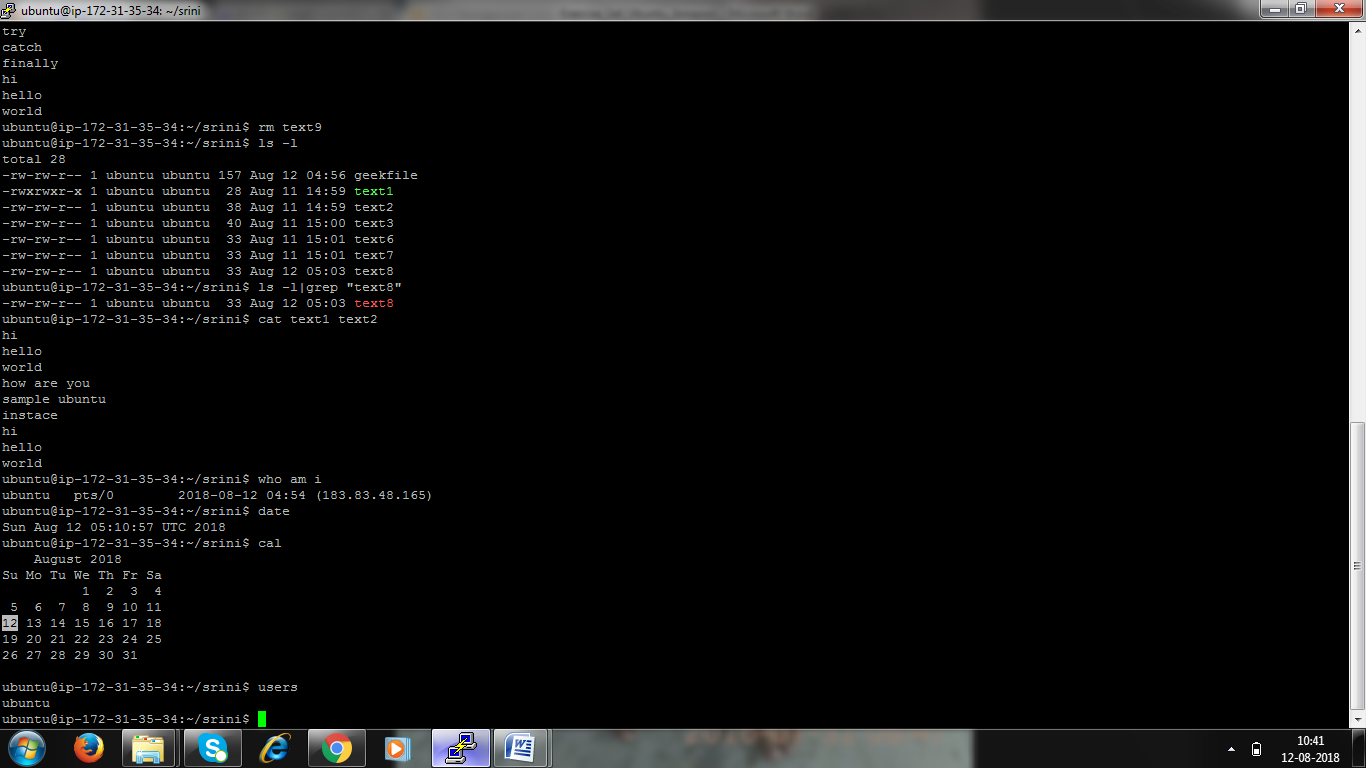 ubuntu@ip-172-31-35-34: ~/srini
try
catch
finally
hi
hello
world
ubuntu@ip-172-31-35-34:~/srini$ rm text9
ubuntu@ip-172-31-35-34:~/srini$ ls -l
total 28
-rw-rw-r-- 1 ubuntu ubuntu 157 Aug 12 04:56 geekfile
-rwxrwxr-x 1 ubuntu ubuntu  28 Aug 11 14:59 text1
-rw-rw-r-- 1 ubuntu ubuntu  38 Aug 11 14:59 text2
-rw-rw-r-- 1 ubuntu ubuntu  40 Aug 11 15:00 text3
-rw-rw-r-- 1 ubuntu ubuntu  33 Aug 11 15:01 text6
-rw-rw-r-- 1 ubuntu ubuntu  33 Aug 11 15:01 text7
-rw-rw-r-- 1 ubuntu ubuntu  33 Aug 12 05:03 text8
ubuntu@ip-172-31-35-34:~/srini$ ls -l|grep "text8"
-rw-rw-r-- 1 ubuntu ubuntu  33 Aug 12 05:03 text8
ubuntu@ip-172-31-35-34:~/srini$ cat text1 text2
hi
hello
world
how are you
sample ubuntu
instace
hi
hello
world
ubuntu@ip-172-31-35-34:~/srini$ who am i
ubuntu   pts/0        2018-08-12 04:54 (183.83.48.165)
ubuntu@ip-172-31-35-34:~/srini$ date
Sun Aug 12 05:10:57 UTC 2018
ubuntu@ip-172-31-35-34:~/srini$ cal
    August 2018
Su Mo Tu We Th Fr Sa
          1  2  3  4
 5  6  7  8  9 10 11
12 13 14 15 16 17 18
19 20 21 22 23 24 25
26 27 28 29 30 31
ubuntu@ip-172-31-35-34:~/srini$ users
ubuntu
ubuntu@ip-172-31-35-34:~/srini$
10:41
12-08-2018